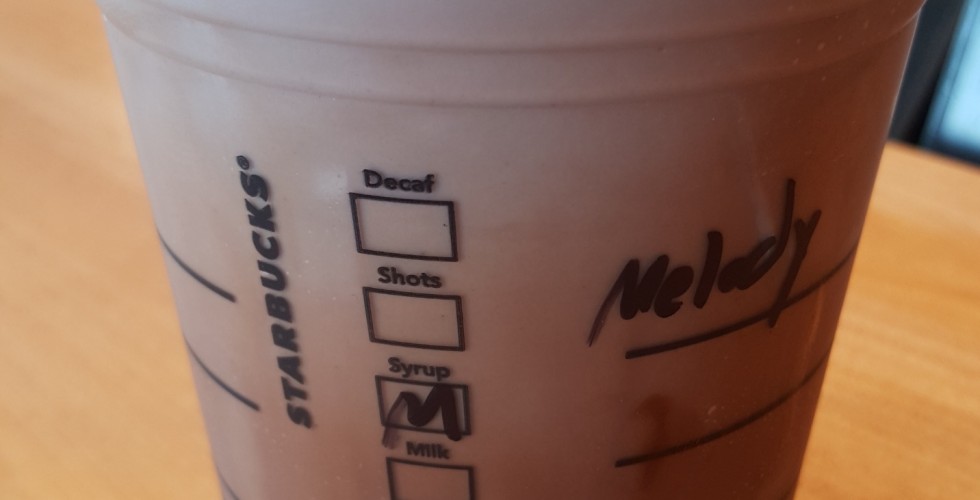 STARBUCKS®
Decaf
Shots
Syrup
M
Milk
Melody